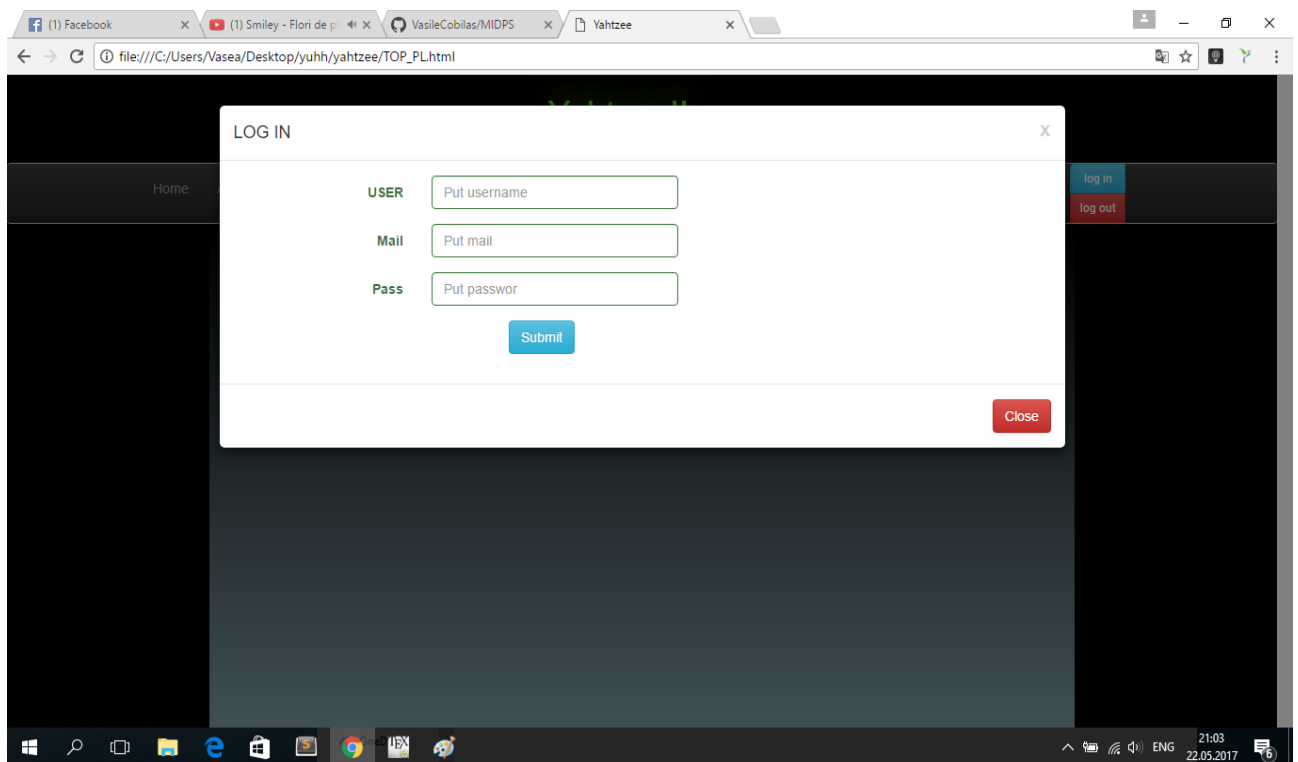 (1) Facebook
(1) Smiley - Flori de p
VasileCobilas/MIDPS
Yahtzee
file:///C:/Users/Vasea/Desktop/yuhh/yahtzee/TOP_PL.html
LOG IN
X
Home
log in
log out
USER
Put username
Mail
Put mail
Pass
Put passwor
Submit
Close
ENG
21:03
22.05.2017
6